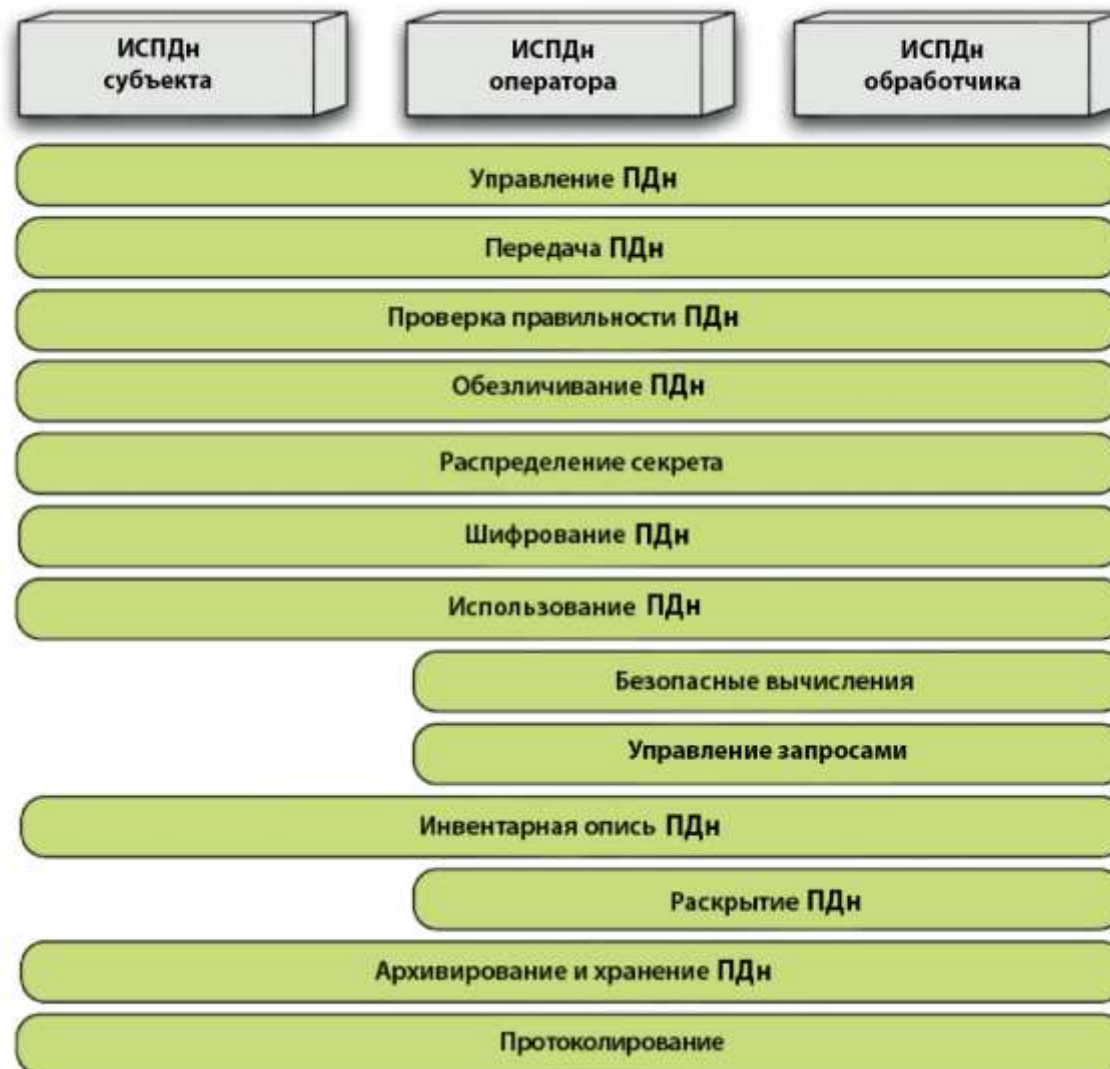 ИСПДн
субъекта
ИСПДн
оператора
ИСПДн
обработчика
Управление ПДн
Передача ПДн
Проверка правильности ПДн
Обезличивание ПДн
Распределение секрета
Шифрование ПДн
Использование ПДн
Безопасные вычисления
Управление запросами
Инвентарная опись ПДн
Раскрытие ПДн
Архивирование и хранение ПДн
Протоколирование